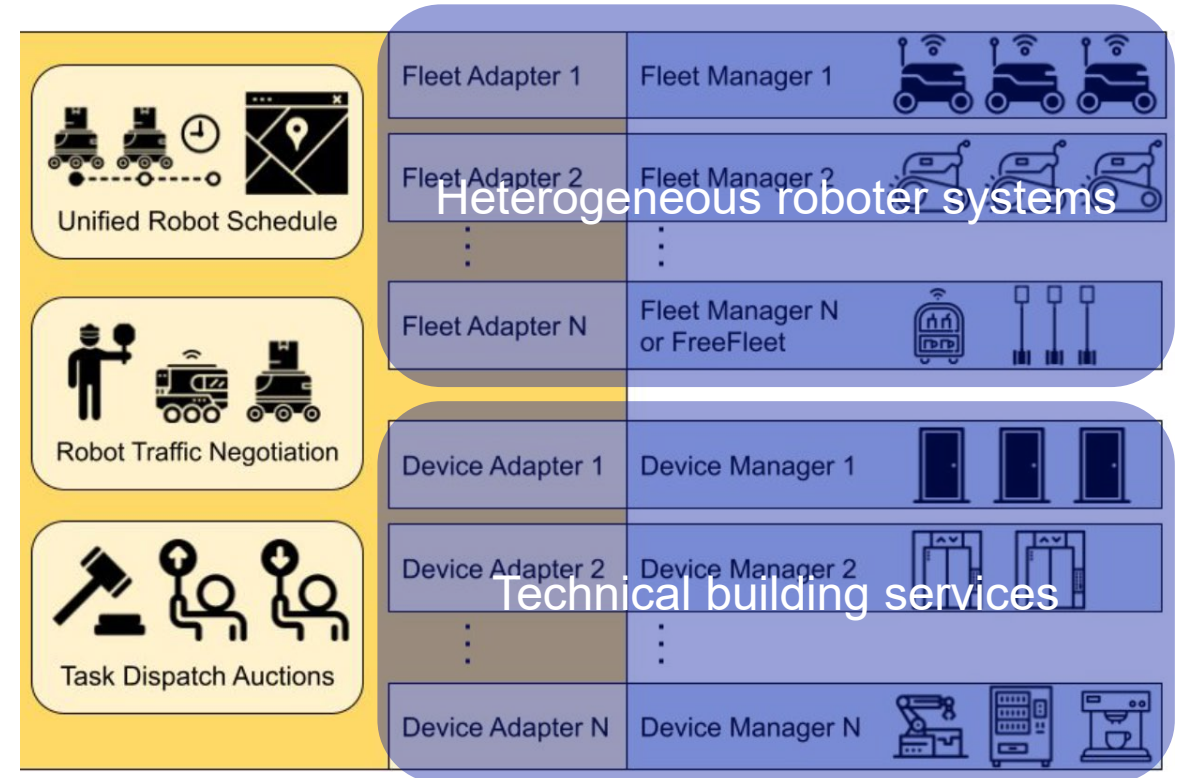 Unified Robot Schedule
Robot Traffic Negotiation
Task Dispatch Auctions
Fleet Adapter 1 Fleet Manager 1
Fleet Adapter 2 Fleet Manager 2
Heterogeneous roboter systems
Fleet Adapter N Fleet Manager N
or FreeFleet
Device Adapter 1 Device Manager 1
Device Adapter 2 Device Manager 2
Technical building services
Device Adapter N Device Manager N